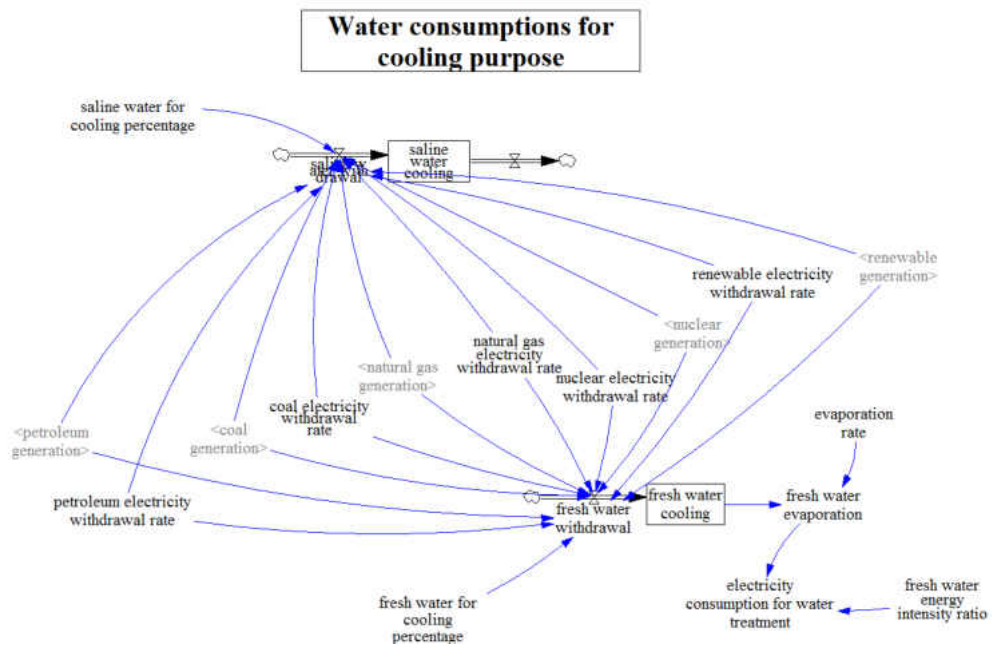 Water consumptions for
cooling purpose
saline water for
cooling percentage
saline
water
cooling
drawal
<renewable
generation>
renewable electricity
withdrawal rate
<nuclear
generation>
natural gas
electricity
withdrawal rate
<natural gas
generation>
nuclear electricity
withdrawal rate
coal electricity
withdrawal
rate
<petroleum
generation>
<coal
generation>
evaporation
rate
petroleum electricity
withdrawal rate
fresh water
withdrawal
fresh water
cooling
fresh water
evaporation
fresh water for
cooling
percentage
electricity
consumption for water
treatment
fresh water
energy
intensity ratio